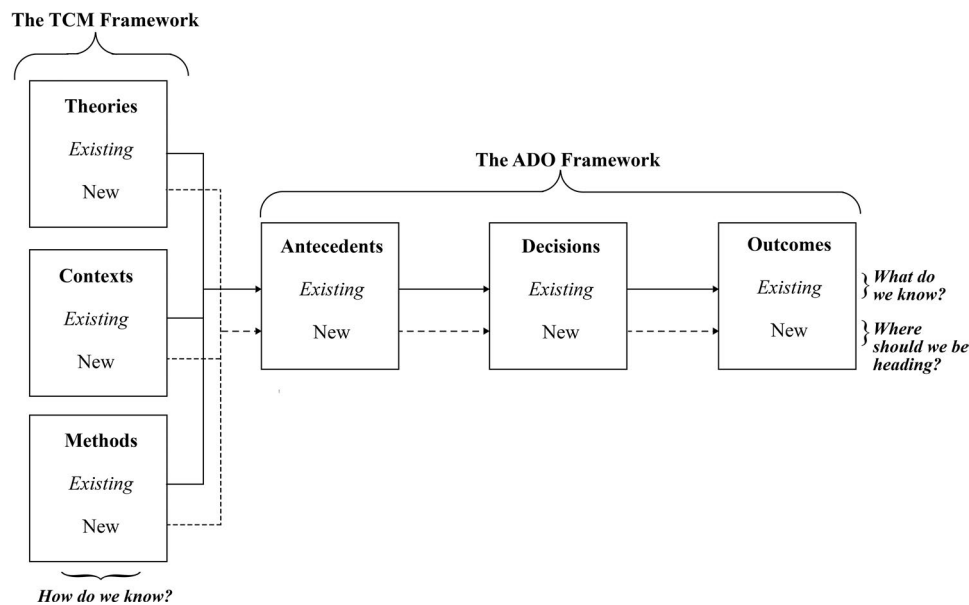 The TCM Framework
Theories
Existing
New
Contexts
Existing
New
Methods
Existing
New
How do we know?
The ADO Framework
Antecedents
Existing
New
Decisions
Existing
New
Outcomes
Existing
New
What do
we know?
Where
should we be
heading?